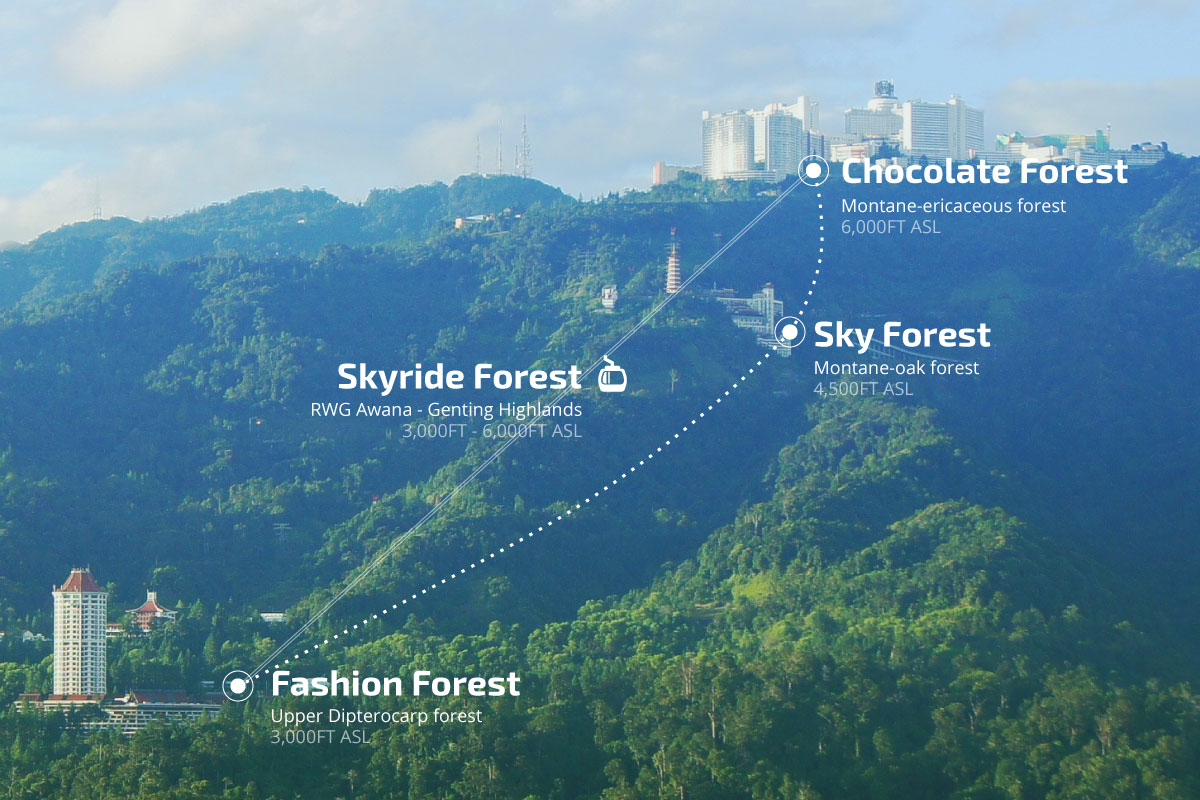 Chocolate Forest
Montane-ericaceous forest
6,000FT ASL
Sky Forest
Montane-oak forest
4,500FT ASL
Skyride Forest
RWG Awana - Genting Highlands
3,000FT - 6,000FT ASL
Fashion Forest
Upper Dipterocarp forest
3,000FT ASL